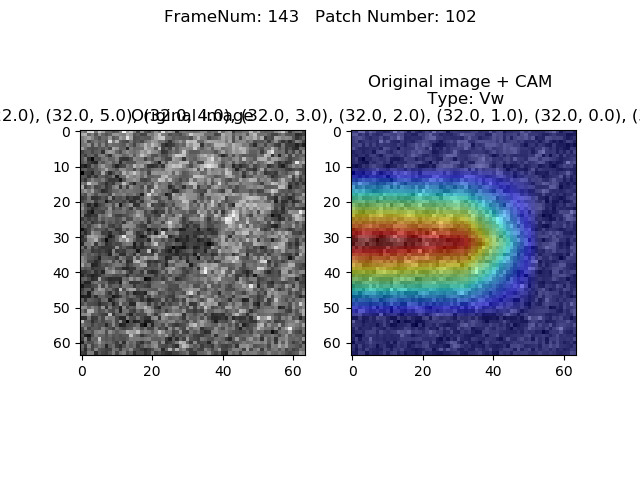 FrameNum: 143   Patch Number: 102
Original image + CAM
Type: Vw
2.0), (32.0, 5.0), (32.0, 4.0), (32.0, 3.0), (32.0, 2.0), (32.0, 1.0), (32.0, 0.0), (
Original image
0
10
20
30
40
50
60
0 20 40 60
0
10
20
30
40
50
60
0 20 40 60